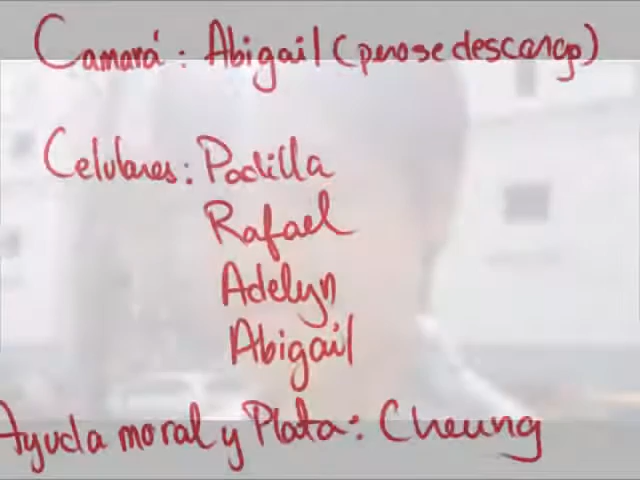 Camará: Abigail (pero se descargo)
Celulares: Padilla
Rafael
Adelyn
Abigail
Ayuda moral y Plata: Cheung